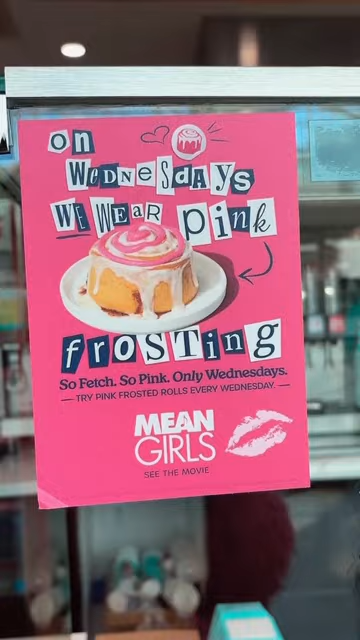 on
WedNeSdAYs
WE WeAR pink
frosting
So Fetch. So Pink. Only Wednesdays.
— TRY PINK FROSTED ROLLS EVERY WEDNESDAY. —
MEAN
GIRLS
SEE THE MOVIE